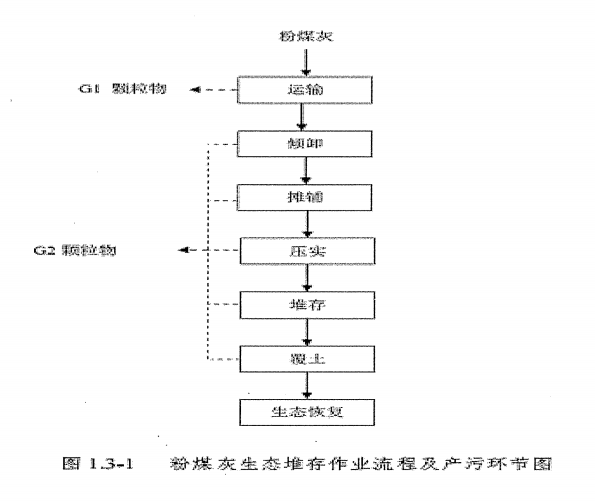 粉煤灰
G1 颗粒物
运输
倾卸
摊铺
G2 颗粒物
压实
堆存
覆土
生态恢复
图 1.3-1 粉煤灰生态堆存作业流程及产污环节图